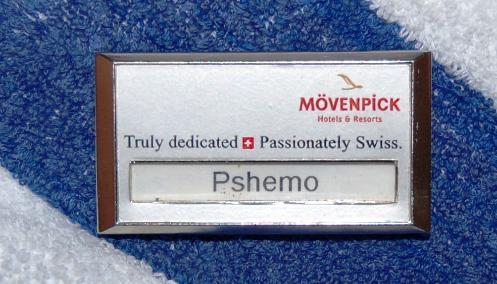 MÖVENPICK
Hotels & Resorts
Truly dedicated Passionately Swiss.
Pshemo